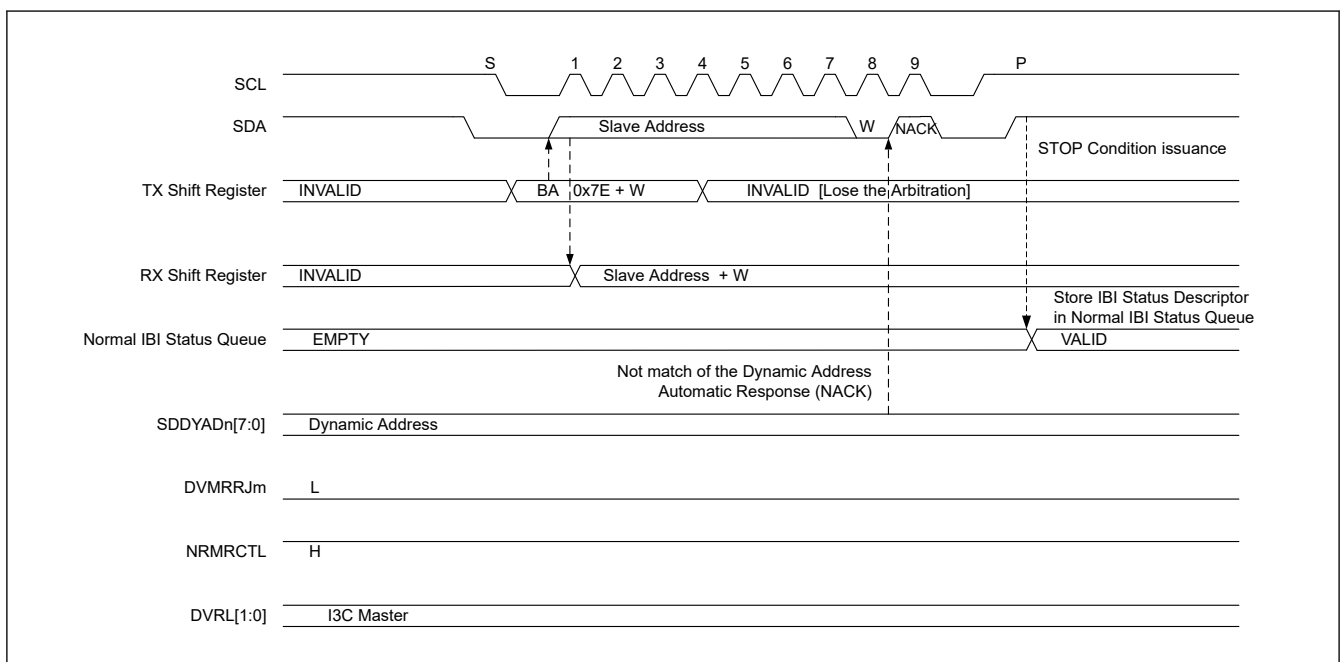 S 1 2 3 4 5 6 7 8 9 P
SCL
SDA Slave Address W NACK
STOP Condition issuance
TX Shift Register INVALID BA 0x7E + W INVALID [Lose the Arbitration]
RX Shift Register INVALID Slave Address + W
Store IBI Status Descriptor
in Normal IBI Status Queue
Normal IBI Status Queue EMPTY VALID
Not match of the Dynamic Address
Automatic Response (NACK)
SDDYADn[7:0] Dynamic Address
DVMRRJm L
NRMRCTL H
DVRL[1:0] I3C Master